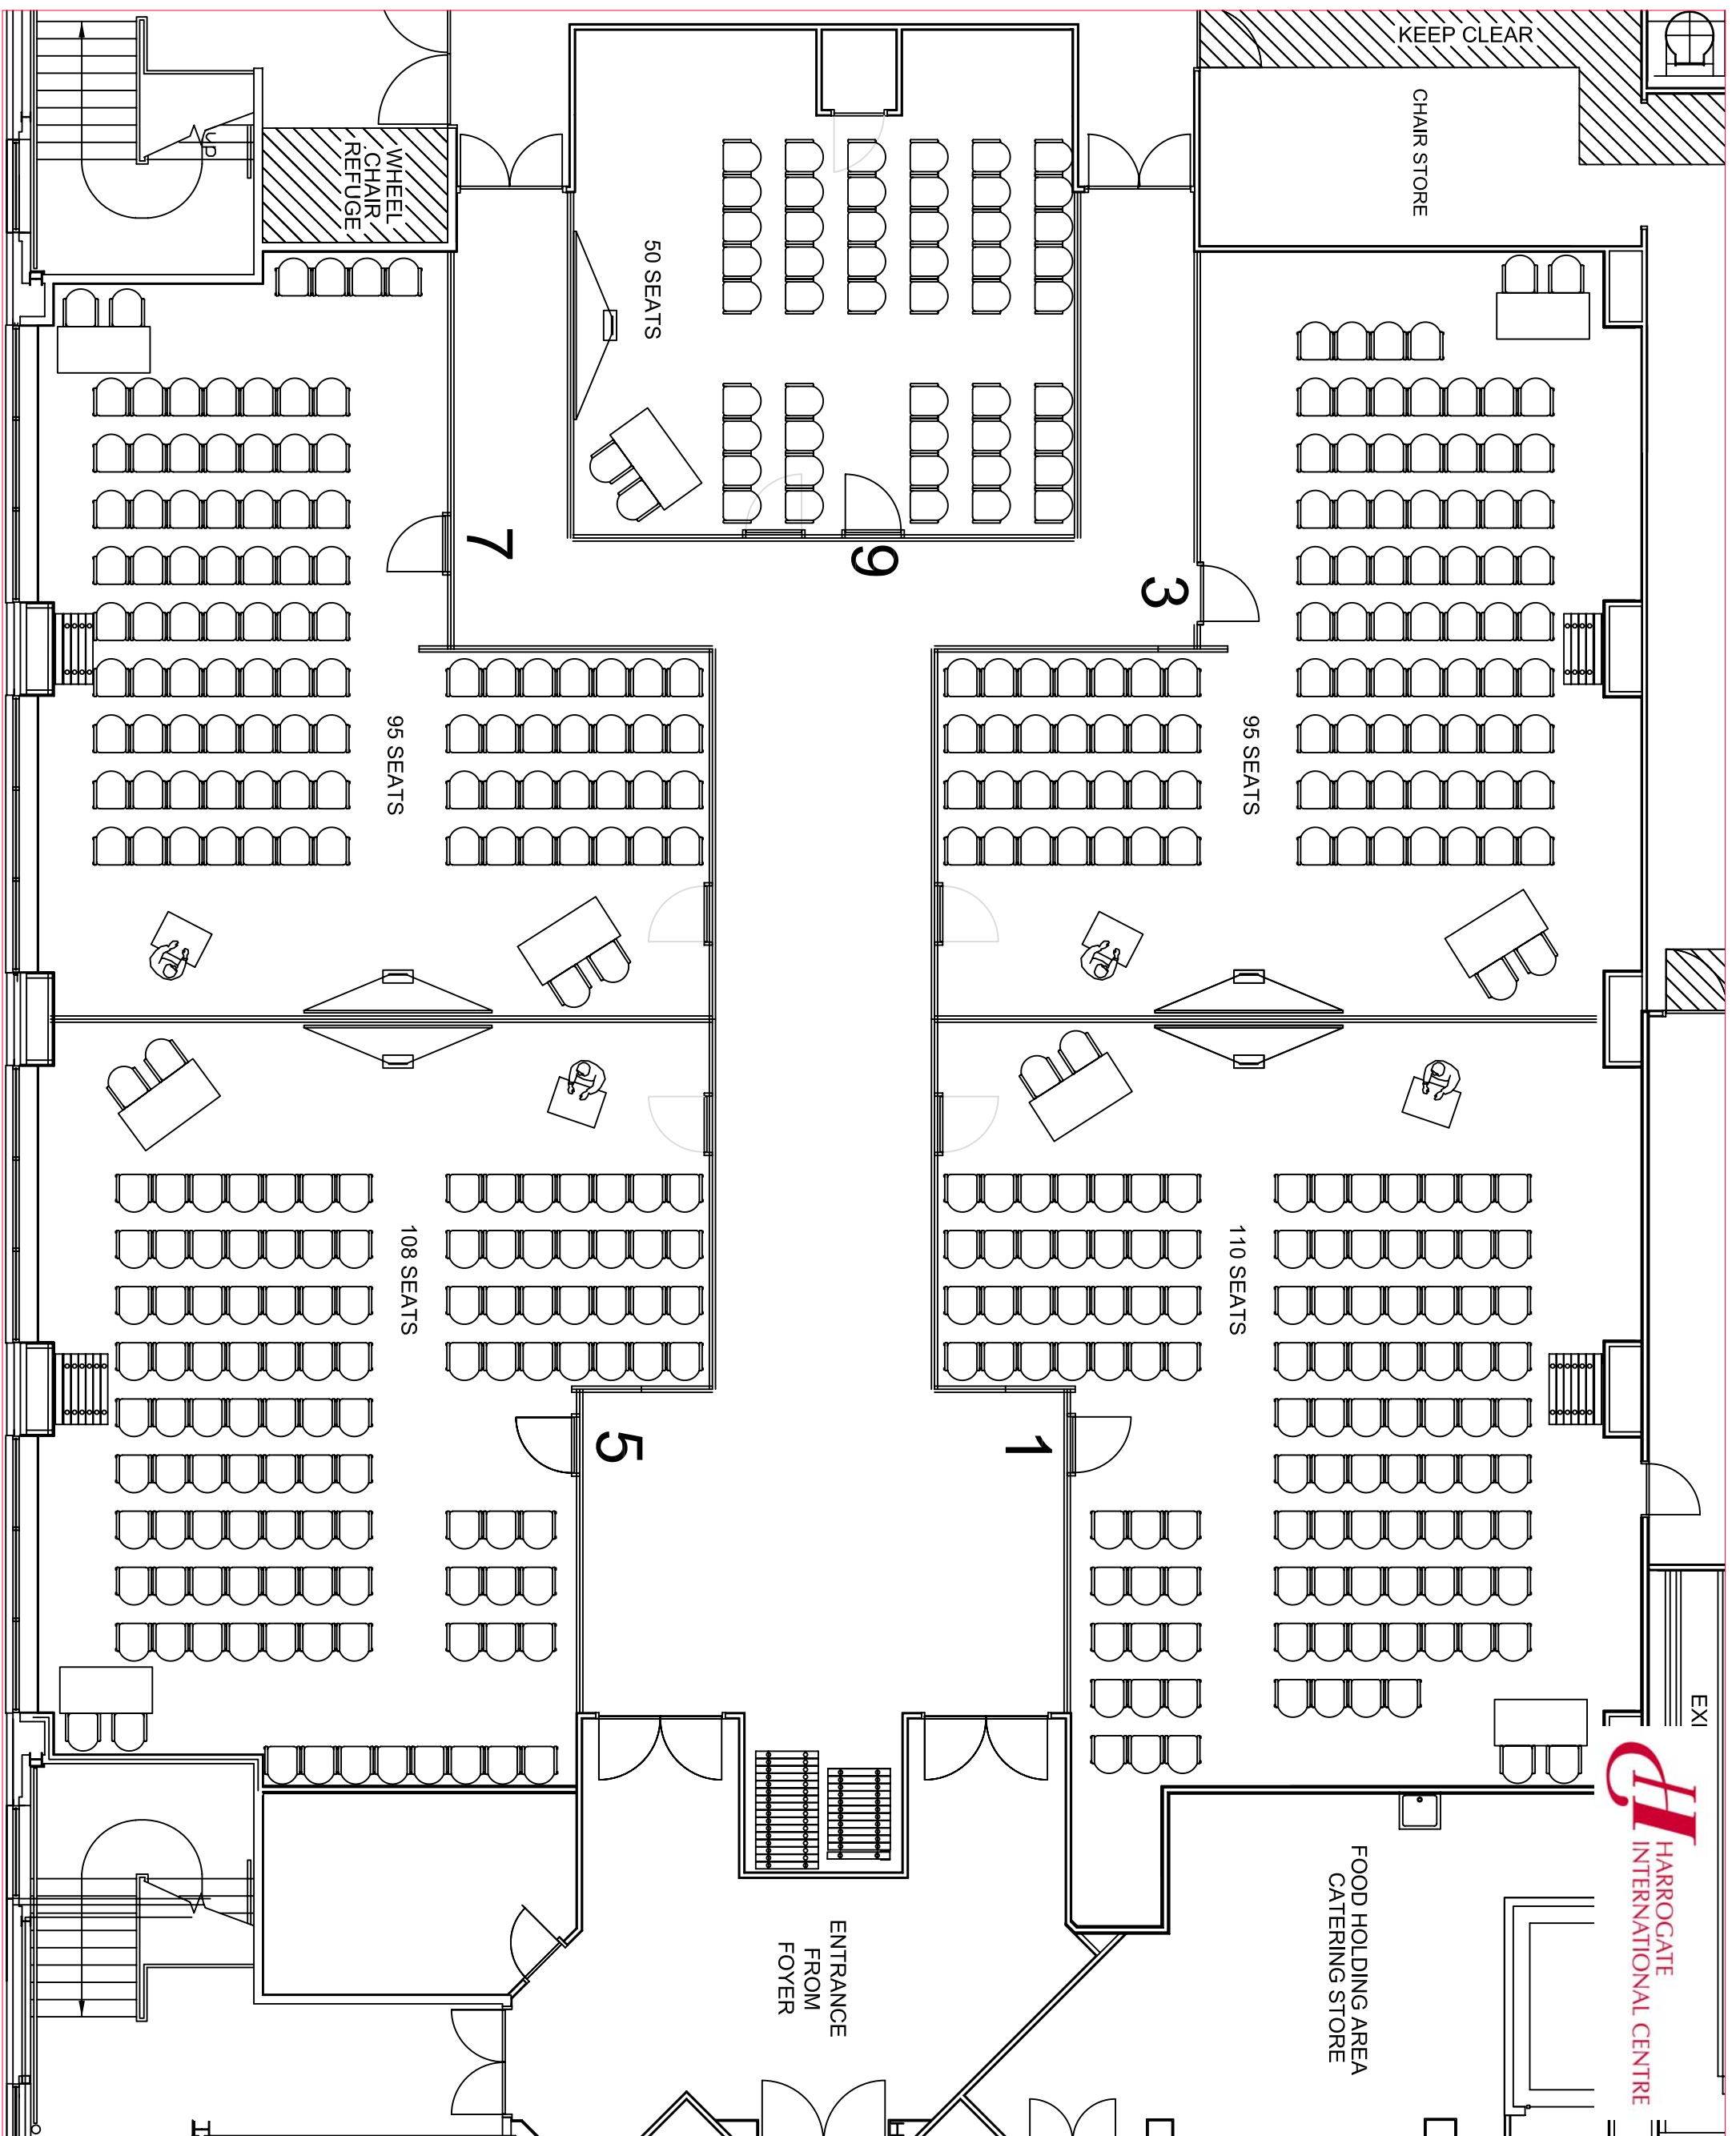 KEEP CLEAR
CHAIR STORE
up
WHEEL
CHAIR
REFUGE
50 SEATS
7
9
3
95 SEATS
95 SEATS
108 SEATS
110 SEATS
5
1
EXI
HARROGATE
INTERNATIONAL CENTRE
ENTRANCE
FROM
FOYER
FOOD HOLDING AREA
CATERING STORE